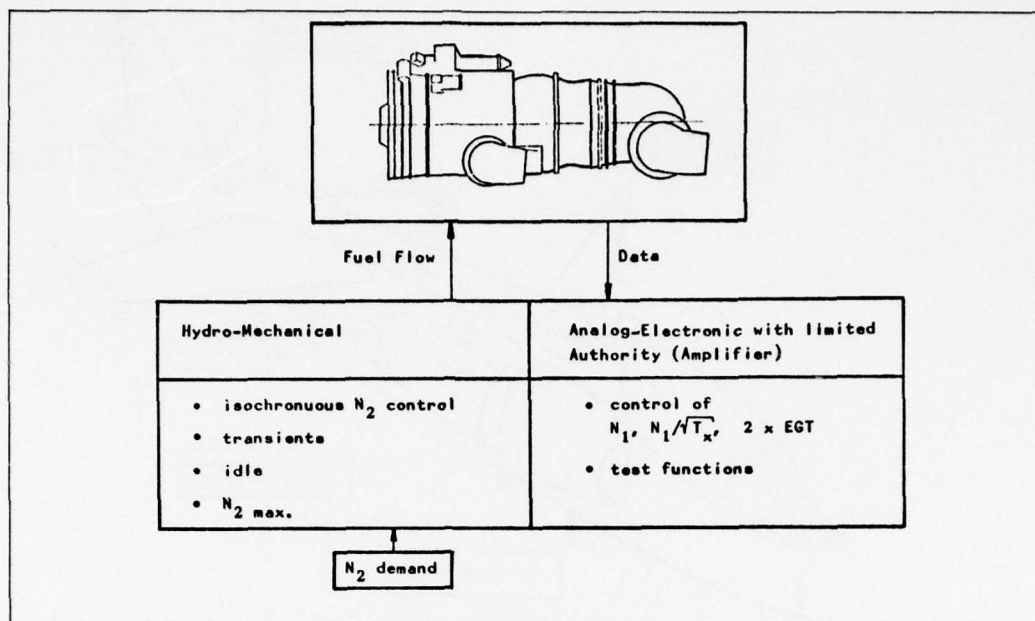 Fuel Flow
Data
Hydro-Mechanical
Analog-Electronic with limited
Authority (Amplifier)
• isochronuous N₂ control
• transients
• idle
• N₂ max.
• control of
N₁, N₁/√Tₓ, 2 x EGT
• test functions
N₂ demand